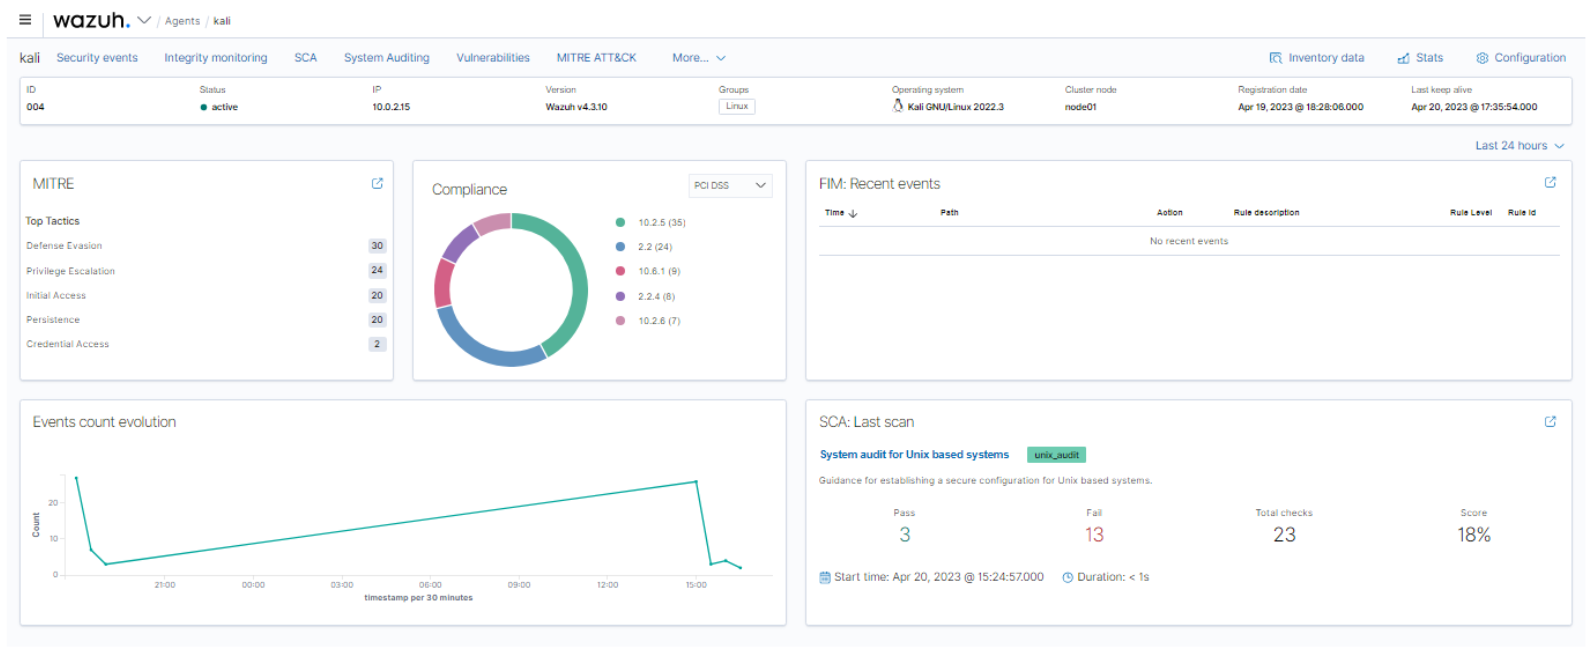 wazuh. / Agents / kali
kali Security events Integrity monitoring SCA System Auditing Vulnerabilities MITRE ATT&CK More... Inventory data Stats Configuration
ID Status IP Version Groups Operating system Cluster node Registration date Last keep alive
004 active 10.0.2.15 Wazuh v4.3.10 Linux Kali GNU/Linux 2022.3 node01 Apr 19, 2023 @ 18:28:06.000 Apr 20, 2023 @ 17:35:54.000
Last 24 hours
MITRE
Top Tactics
Defense Evasion 30
Privilege Escalation 24
Initial Access 20
Persistence 20
Credential Access 2
Compliance PCI DSS
10.2.5 (35)
2.2 (24)
10.6.1 (9)
2.2.4 (8)
10.2.6 (7)
FIM: Recent events
Time Path Action Rule description Rule Level Rule Id
No recent events
Events count evolution
Count
20
10
0
21:00 00:00 03:00 06:00 09:00 12:00 15:00
timestamp per 30 minutes
SCA: Last scan
System audit for Unix based systems unix_audit
Guidance for establishing a secure configuration for Unix based systems.
Pass Fail Total checks Score
3 13 23 18%
Start time: Apr 20, 2023 @ 15:24:57.000 Duration: < 1s